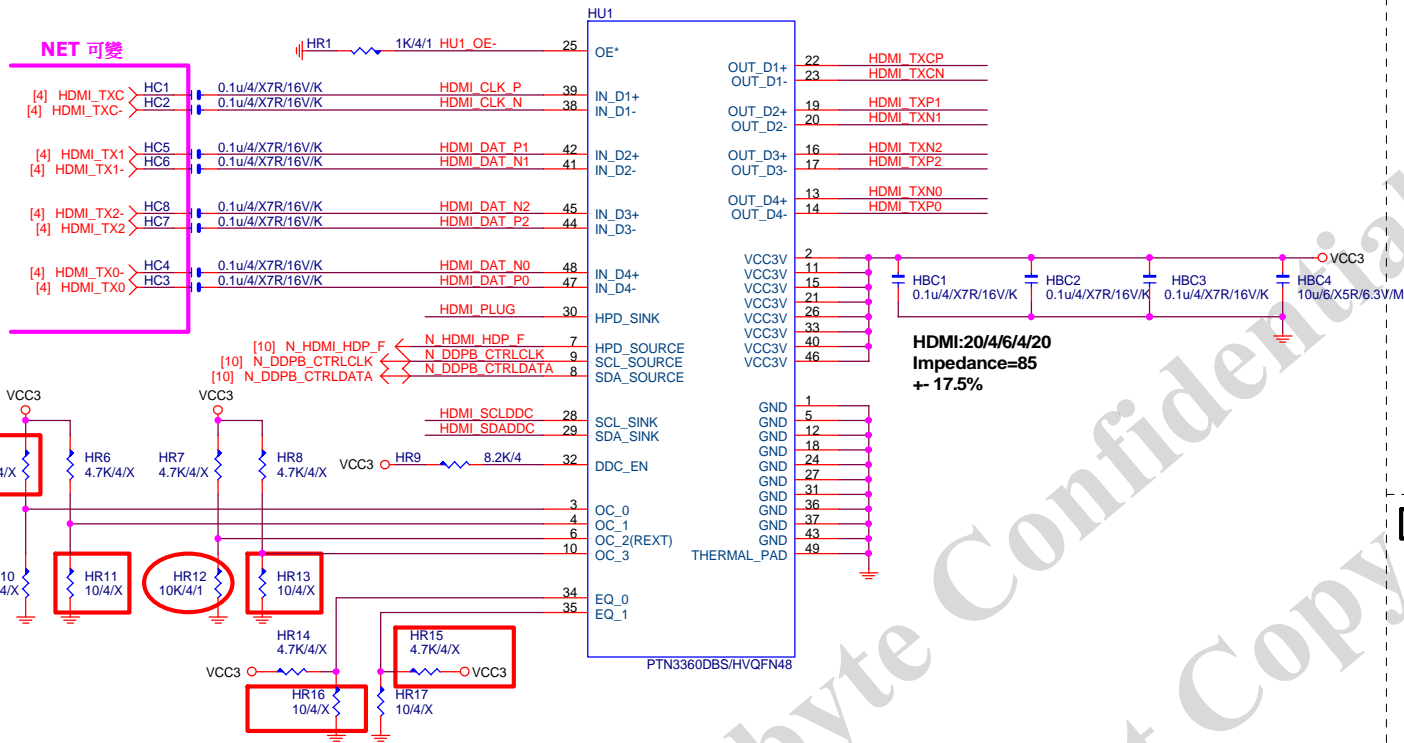 HU1
NET 可變
HR1 1K/4/1 HU1_OE- 25 OE*
[4] HDMI_TXC HC1 0.1u/4/X7R/16V/K HDMI_CLK_P 39 IN_D1+
[4] HDMI_TXC- HC2 0.1u/4/X7R/16V/K HDMI_CLK_N 38 IN_D1-
[4] HDMI_TX1 HC5 0.1u/4/X7R/16V/K HDMI_DAT_P1 42 IN_D2+
[4] HDMI_TX1- HC6 0.1u/4/X7R/16V/K HDMI_DAT_N1 41 IN_D2-
[4] HDMI_TX2- HC8 0.1u/4/X7R/16V/K HDMI_DAT_N2 45 IN_D3+
[4] HDMI_TX2 HC7 0.1u/4/X7R/16V/K HDMI_DAT_P2 44 IN_D3-
[4] HDMI_TX0- HC4 0.1u/4/X7R/16V/K HDMI_DAT_N0 48 IN_D4+
[4] HDMI_TX0 HC3 0.1u/4/X7R/16V/K HDMI_DAT_P0 47 IN_D4-
HDMI_PLUG 30 HPD_SINK
[10] N_HDMI_HDP_F N_HDMI_HDP_F 7 HPD_SOURCE
[10] N_DDPB_CTRLCLK N_DDPB_CTRLCLK 9 SCL_SOURCE
[10] N_DDPB_CTRLDATA N_DDPB_CTRLDATA 8 SDA_SOURCE
HDMI_SCLDDC 28 SCL_SINK
HDMI_SDADDC 29 SDA_SINK
VCC3 HR9 8.2K/4 32 DDC_EN
3 OC_0
4 OC_1
6 OC_2(REXT)
10 OC_3
34 EQ_0
35 EQ_1
OUT_D1+ 22 HDMI_TXCP
OUT_D1- 23 HDMI_TXCN
OUT_D2+ 19 HDMI_TXP1
OUT_D2- 20 HDMI_TXN1
OUT_D3+ 16 HDMI_TXN2
OUT_D3- 17 HDMI_TXP2
OUT_D4+ 13 HDMI_TXN0
OUT_D4- 14 HDMI_TXP0
VCC3V 2
VCC3V 11
VCC3V 15
VCC3V 21
VCC3V 26
VCC3V 33
VCC3V 40
VCC3V 46
GND 1
GND 5
GND 12
GND 18
GND 24
GND 27
GND 31
GND 36
GND 37
GND 43
THERMAL_PAD 49
PTN3360DBS/HVQFN48
VCC3
HBC1
0.1u/4/X7R/16V/K
HBC2
0.1u/4/X7R/16V/K
HBC3
0.1u/4/X7R/16V/K
HBC4
10u/6/X5R/6.3V/M
HDMI:20/4/6/4/20
Impedance=85
+- 17.5%
VCC3
VCC3
4/X
HR6
4.7K/4/X
HR7
4.7K/4/X
HR8
4.7K/4/X
10
4/X
HR11
10/4/X
HR12
10K/4/1
HR13
10/4/X
HR14
4.7K/4/X
VCC3
HR15
4.7K/4/X
VCC3
HR16
10/4/X
HR17
10/4/X
byte Confidential
t Copy